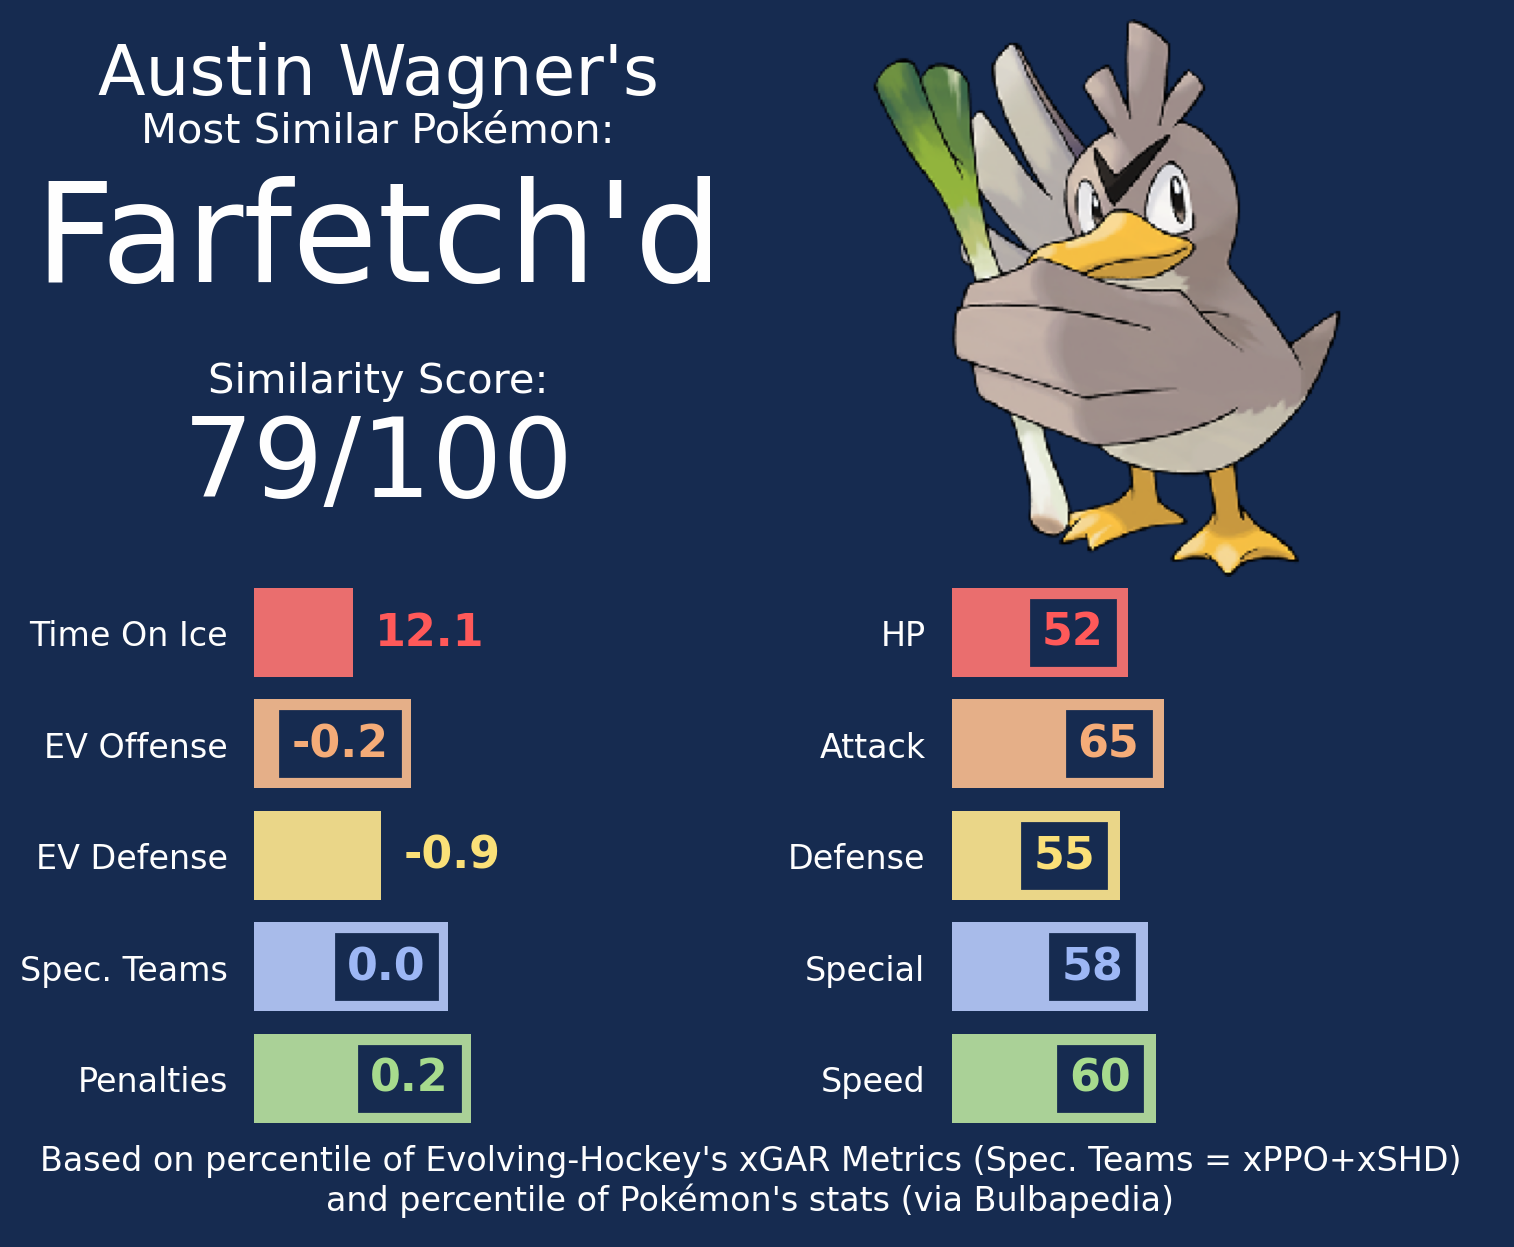 Austin Wagner's
Most Similar Pokémon:
Farfetch'd
Similarity Score:
79/100
Time On Ice 12.1
EV Offense -0.2
EV Defense -0.9
Spec. Teams 0.0
Penalties 0.2
HP 52
Attack 65
Defense 55
Special 58
Speed 60
Based on percentile of Evolving-Hockey's xGAR Metrics (Spec. Teams = xPPO+xSHD)
and percentile of Pokémon's stats (via Bulbapedia)